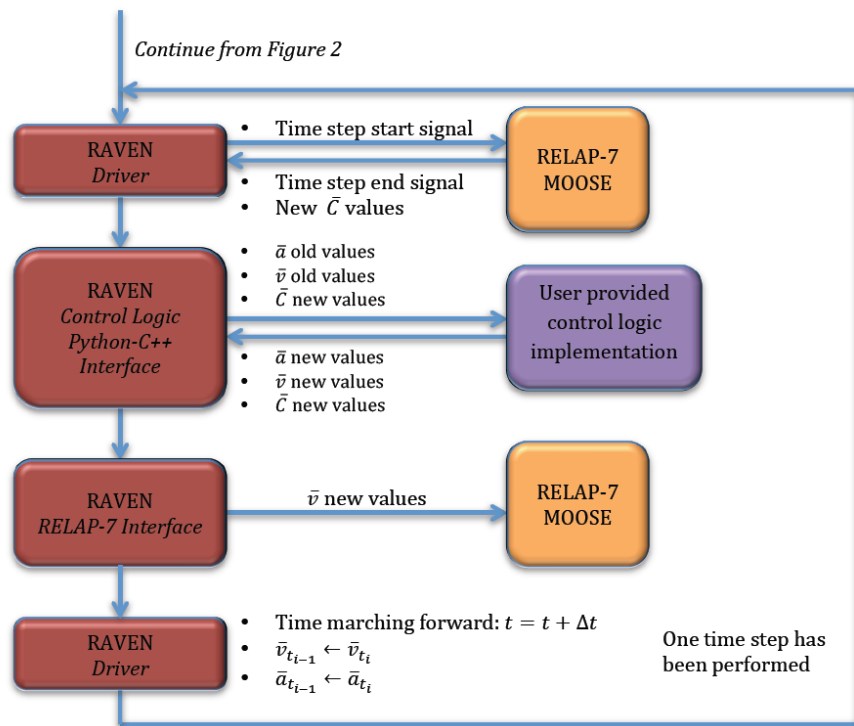 Continue from Figure 2
RAVEN
Driver
• Time step start signal
• Time step end signal
• New C̄ values
RELAP-7
MOOSE
RAVEN
Control Logic
Python-C++
Interface
• ā old values
• v̄ old values
• C̄ new values
• ā new values
• v̄ new values
• C̄ new values
User provided
control logic
implementation
RAVEN
RELAP-7 Interface
v̄ new values
RELAP-7
MOOSE
RAVEN
Driver
• Time marching forward: t = t + Δt
• v̄_{t_{i−1}} ← v̄_{t_i}
• ā_{t_{i−1}} ← ā_{t_i}
One time step has
been performed